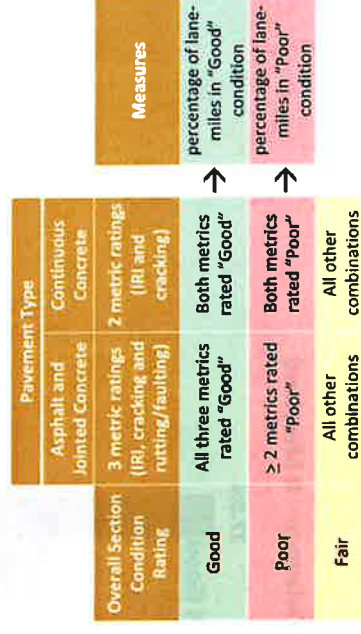 Pavement Type
Measures
Overall Section
Condition
Rating
Asphalt and
Jointed Concrete
Continuous
Concrete
3 metric ratings
(IRI, cracking and
rutting/faulting)
2 metric ratings
(IRI and
cracking)
Good
All three metrics
rated "Good"
Both metrics
rated "Good"
→
percentage of lane-
miles in "Good"
condition
Poor
≥ 2 metrics rated
"Poor"
Both metrics
rated "Poor"
→
percentage of lane-
miles in "Poor"
condition
Fair
All other
combinations
All other
combinations